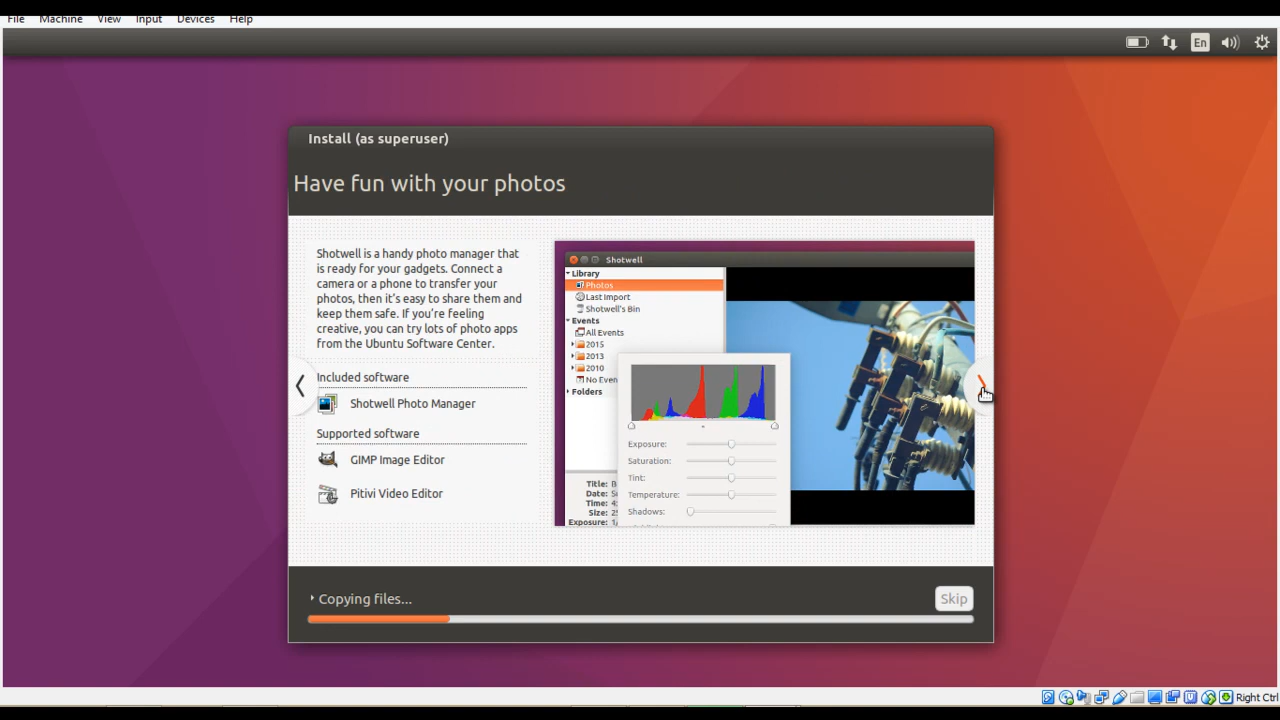 File Machine View Input Devices Help
En
Install (as superuser)
Have fun with your photos
Shotwell is a handy photo manager that
is ready for your gadgets. Connect a
camera or a phone to transfer your
photos, then it's easy to share them and
keep them safe. If you're feeling
creative, you can try lots of photo apps
from the Ubuntu Software Center.
Included software
Shotwell Photo Manager
Supported software
GIMP Image Editor
Pitivi Video Editor
Shotwell
Library
Photos
Last Import
Shotwell's Bin
Events
All Events
2015
2013
2010
No Even
Folders
Title:
Date:
Time:
Size:
Exposure:
Exposure:
Saturation:
Tint:
Temperature:
Shadows:
Copying files...
Skip
Right Ctrl